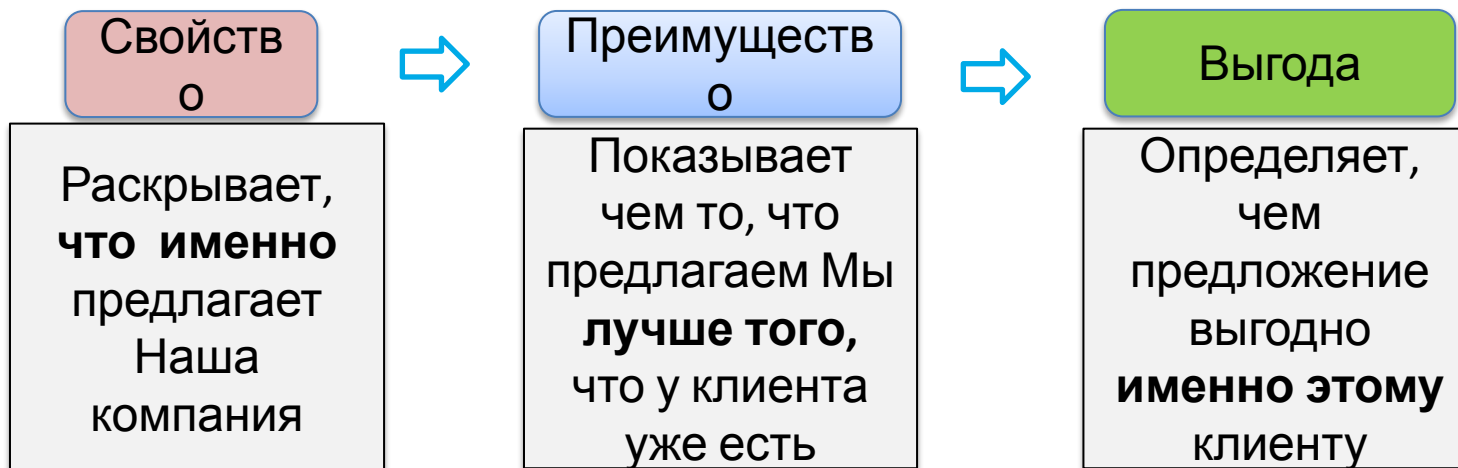 Свойств
о
Раскрывает,
что именно
предлагает
Наша
компания
Преимуществ
о
Показывает
чем то, что
предлагаем Мы
лучше того,
что у клиента
уже есть
Выгода
Определяет,
чем
предложение
выгодно
именно этому
клиенту